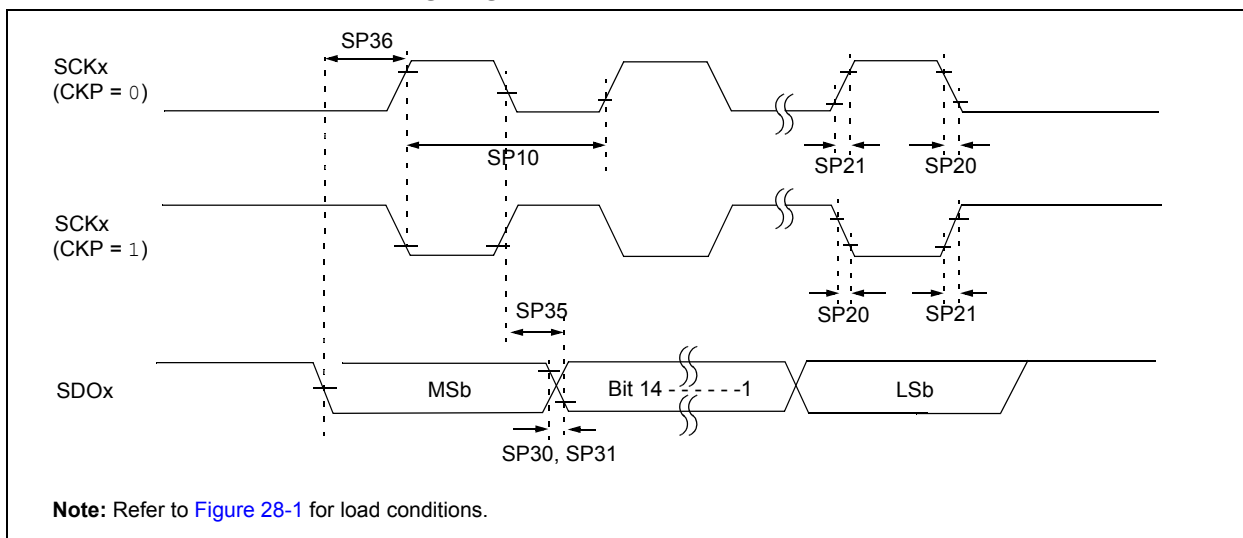 SP36
SCKx
(CKP = 0)
SP10
SP21
SP20
SCKx
(CKP = 1)
SP35
SP20
SP21
SDOx
MSb
Bit 14 - - - - - -1
LSb
SP30, SP31
Note: Refer to Figure 28-1 for load conditions.